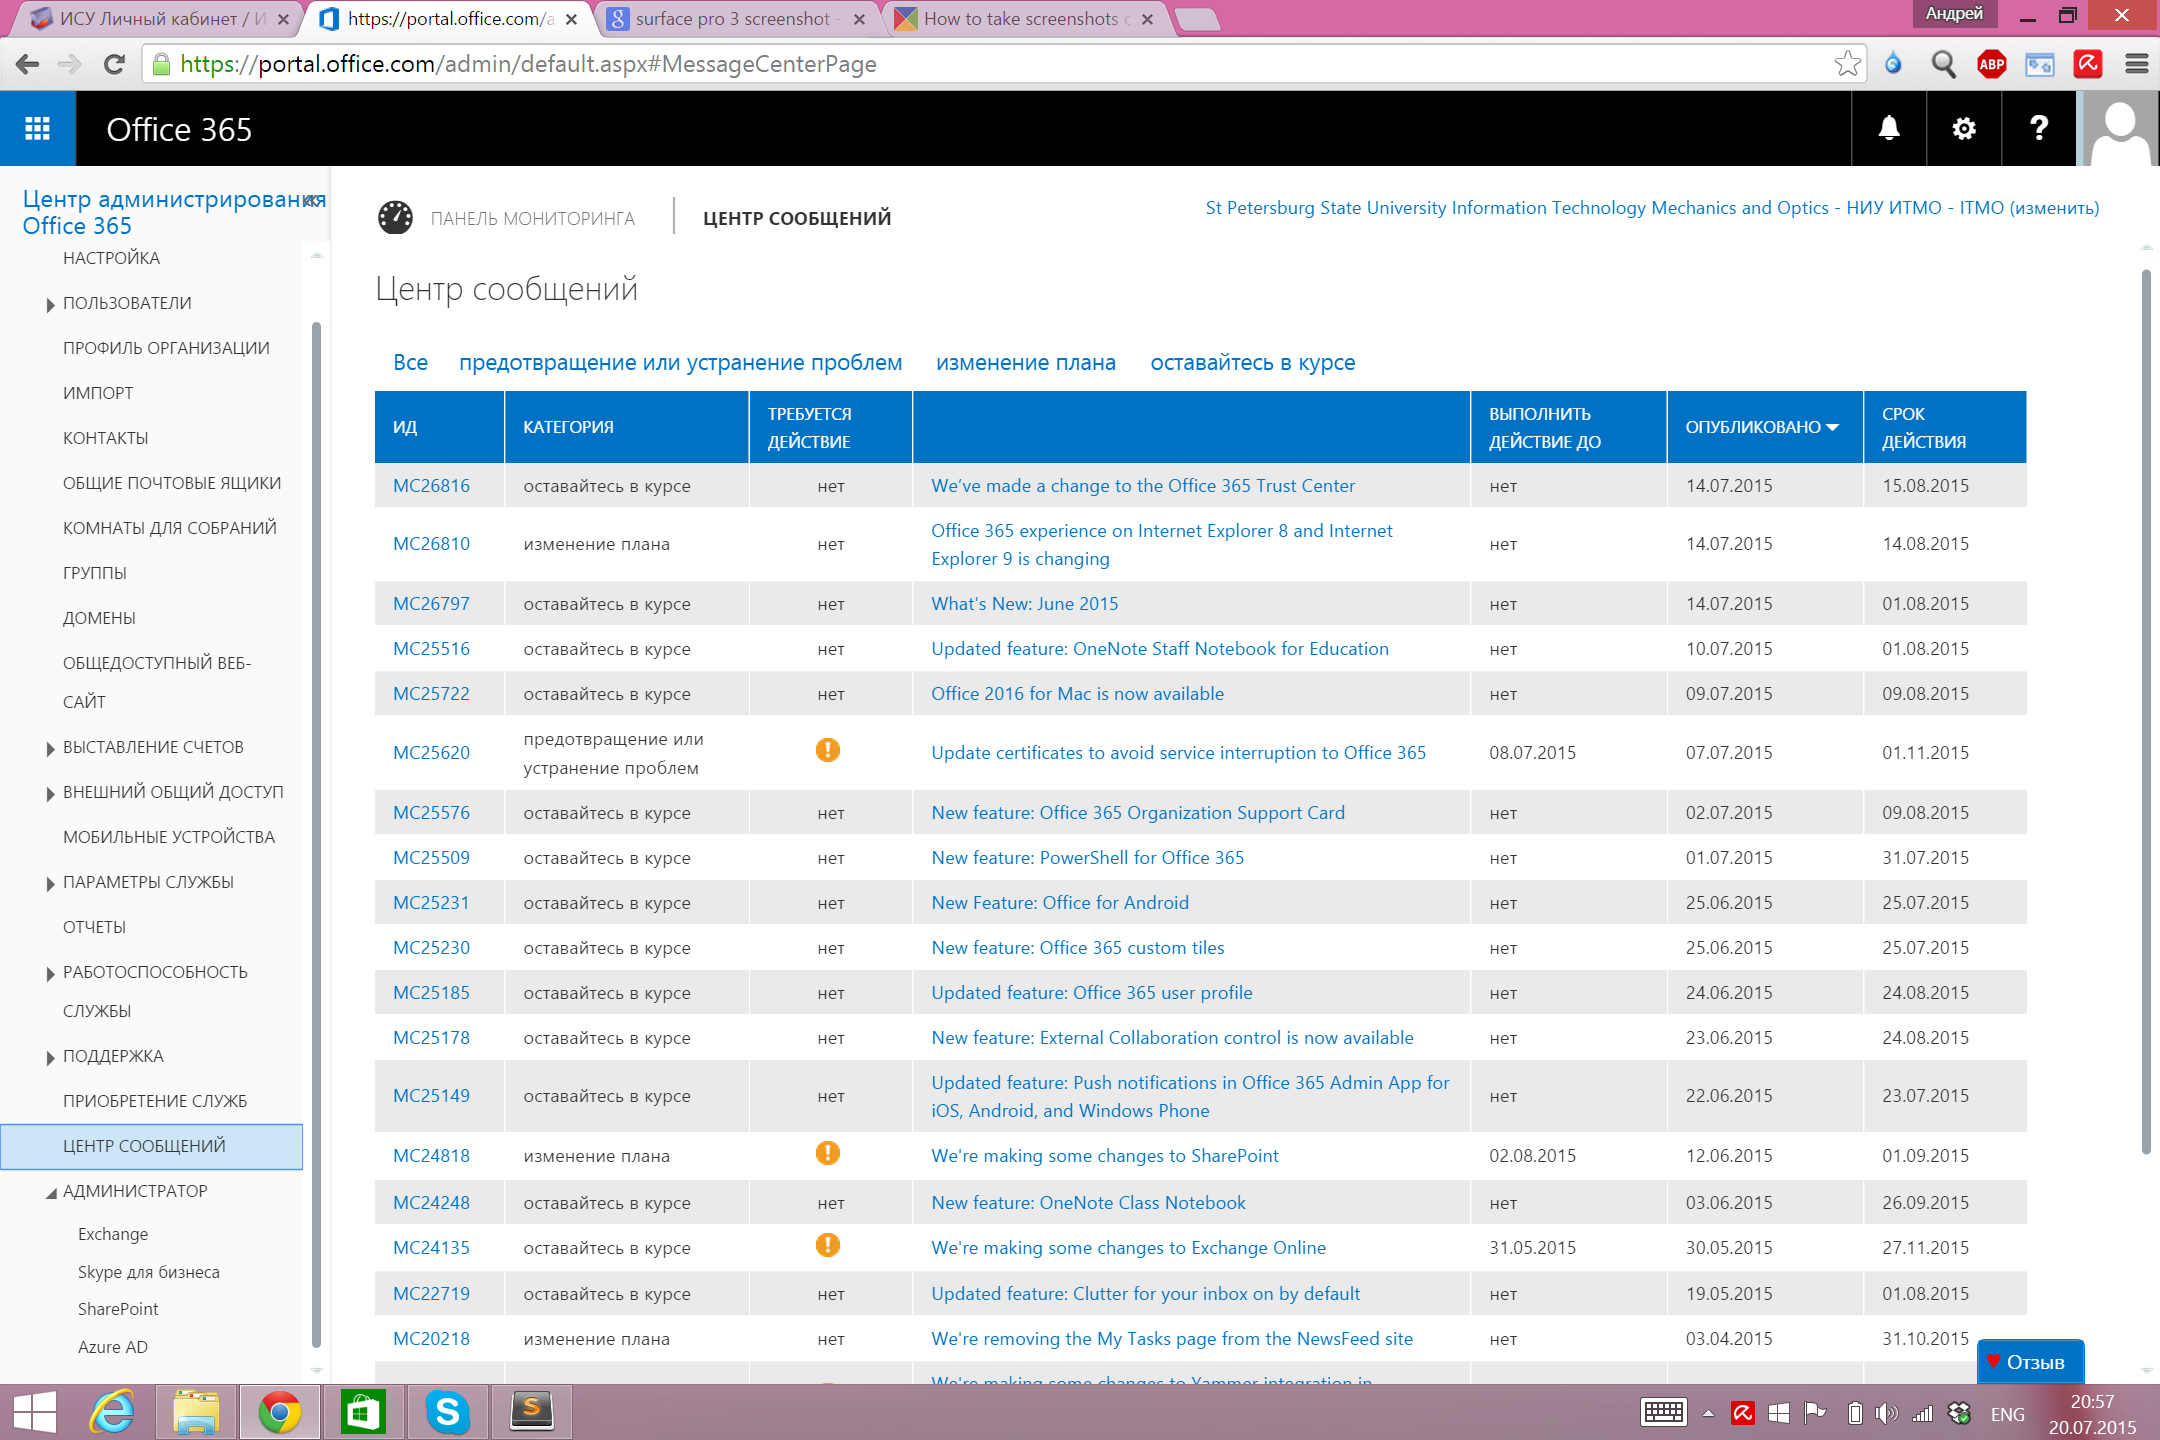 ИСУ Личный кабинет / И
https://portal.office.com/a
surface pro 3 screenshot -
How to take screenshots o
Андрей
https://portal.office.com/admin/default.aspx#MessageCenterPage
ABP
Office 365
?
Центр администрирования
Office 365
НАСТРОЙКА
ПОЛЬЗОВАТЕЛИ
ПРОФИЛЬ ОРГАНИЗАЦИИ
ИМПОРТ
КОНТАКТЫ
ОБЩИЕ ПОЧТОВЫЕ ЯЩИКИ
КОМНАТЫ ДЛЯ СОБРАНИЙ
ГРУППЫ
ДОМЕНЫ
ОБЩЕДОСТУПНЫЙ ВЕБ-
САЙТ
ВЫСТАВЛЕНИЕ СЧЕТОВ
ВНЕШНИЙ ОБЩИЙ ДОСТУП
МОБИЛЬНЫЕ УСТРОЙСТВА
ПАРАМЕТРЫ СЛУЖБЫ
ОТЧЕТЫ
РАБОТОСПОСОБНОСТЬ
СЛУЖБЫ
ПОДДЕРЖКА
ПРИОБРЕТЕНИЕ СЛУЖБ
ЦЕНТР СООБЩЕНИЙ
АДМИНИСТРАТОР
Exchange
Skype для бизнеса
SharePoint
Azure AD
ПАНЕЛЬ МОНИТОРИНГА
ЦЕНТР СООБЩЕНИЙ
St Petersburg State University Information Technology Mechanics and Optics - НИУ ИТМО - ITMO (изменить)
Центр сообщений
Все предотвращение или устранение проблем изменение плана оставайтесь в курсе
ИД КАТЕГОРИЯ ТРЕБУЕТСЯ ДЕЙСТВИЕ ВЫПОЛНИТЬ ДЕЙСТВИЕ ДО ОПУБЛИКОВАНО СРОК ДЕЙСТВИЯ
MC26816 оставайтесь в курсе нет We've made a change to the Office 365 Trust Center нет 14.07.2015 15.08.2015
MC26810 изменение плана нет Office 365 experience on Internet Explorer 8 and Internet Explorer 9 is changing нет 14.07.2015 14.08.2015
MC26797 оставайтесь в курсе нет What's New: June 2015 нет 14.07.2015 01.08.2015
MC25516 оставайтесь в курсе нет Updated feature: OneNote Staff Notebook for Education нет 10.07.2015 01.08.2015
MC25722 оставайтесь в курсе нет Office 2016 for Mac is now available нет 09.07.2015 09.08.2015
MC25620 предотвращение или устранение проблем ! Update certificates to avoid service interruption to Office 365 08.07.2015 07.07.2015 01.11.2015
MC25576 оставайтесь в курсе нет New feature: Office 365 Organization Support Card нет 02.07.2015 09.08.2015
MC25509 оставайтесь в курсе нет New feature: PowerShell for Office 365 нет 01.07.2015 31.07.2015
MC25231 оставайтесь в курсе нет New Feature: Office for Android нет 25.06.2015 25.07.2015
MC25230 оставайтесь в курсе нет New feature: Office 365 custom tiles нет 25.06.2015 25.07.2015
MC25185 оставайтесь в курсе нет Updated feature: Office 365 user profile нет 24.06.2015 24.08.2015
MC25178 оставайтесь в курсе нет New feature: External Collaboration control is now available нет 23.06.2015 24.08.2015
MC25149 оставайтесь в курсе нет Updated feature: Push notifications in Office 365 Admin App for iOS, Android, and Windows Phone нет 22.06.2015 23.07.2015
MC24818 изменение плана ! We're making some changes to SharePoint 02.08.2015 12.06.2015 01.09.2015
MC24248 оставайтесь в курсе нет New feature: OneNote Class Notebook нет 03.06.2015 26.09.2015
MC24135 оставайтесь в курсе ! We're making some changes to Exchange Online 31.05.2015 30.05.2015 27.11.2015
MC22719 оставайтесь в курсе нет Updated feature: Clutter for your inbox on by default нет 19.05.2015 01.08.2015
MC20218 изменение плана нет We're removing the My Tasks page from the NewsFeed site нет 03.04.2015 31.10.2015
We're making some changes to Yammer integration in
Отзыв
ENG
20:57
20.07.2015